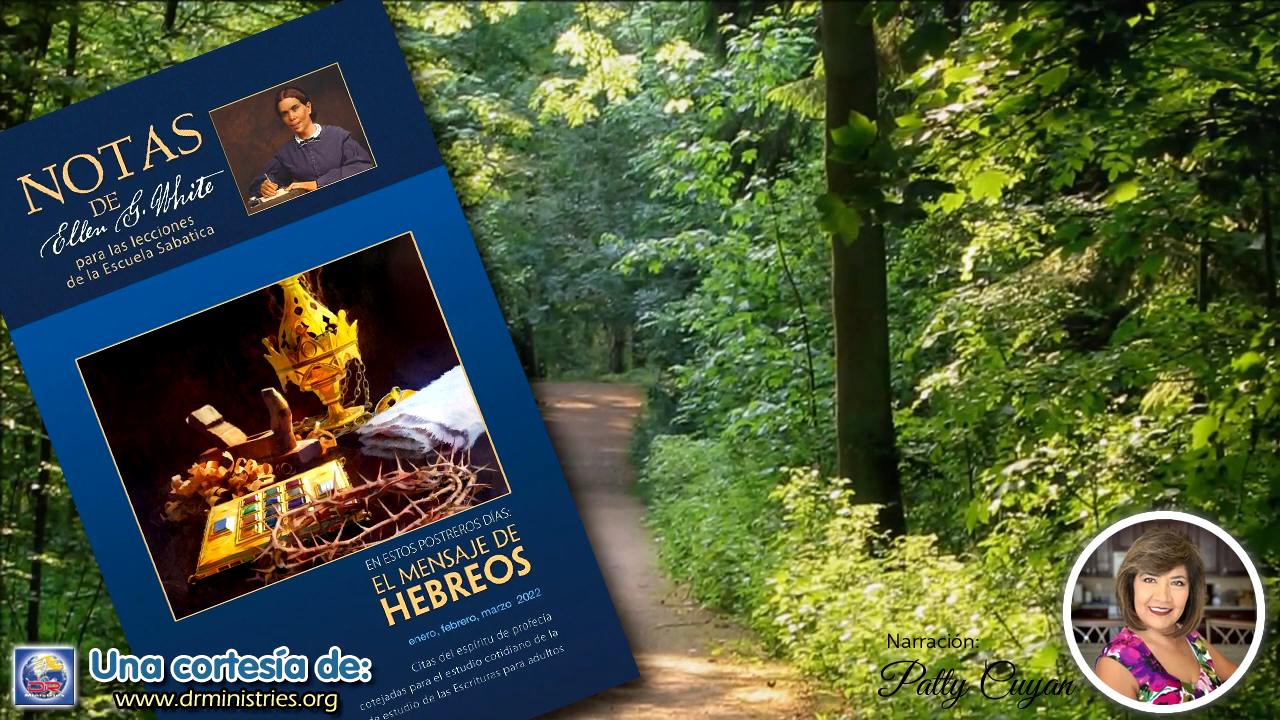 NOTAS
DE
Ellen G. White
para las lecciones
de la Escuela Sabatica
EN ESTOS POSTREROS DÍAS:
EL MENSAJE DE
HEBREOS
enero, febrero, marzo 2022
Citas del espíritu de profecía
cotejadas para el estudio cotidiano de la
de estudio de las Escrituras para adultos
DR
Ministries
Una cortesía de:
www.drministries.org
Narración:
Patty Cuyan